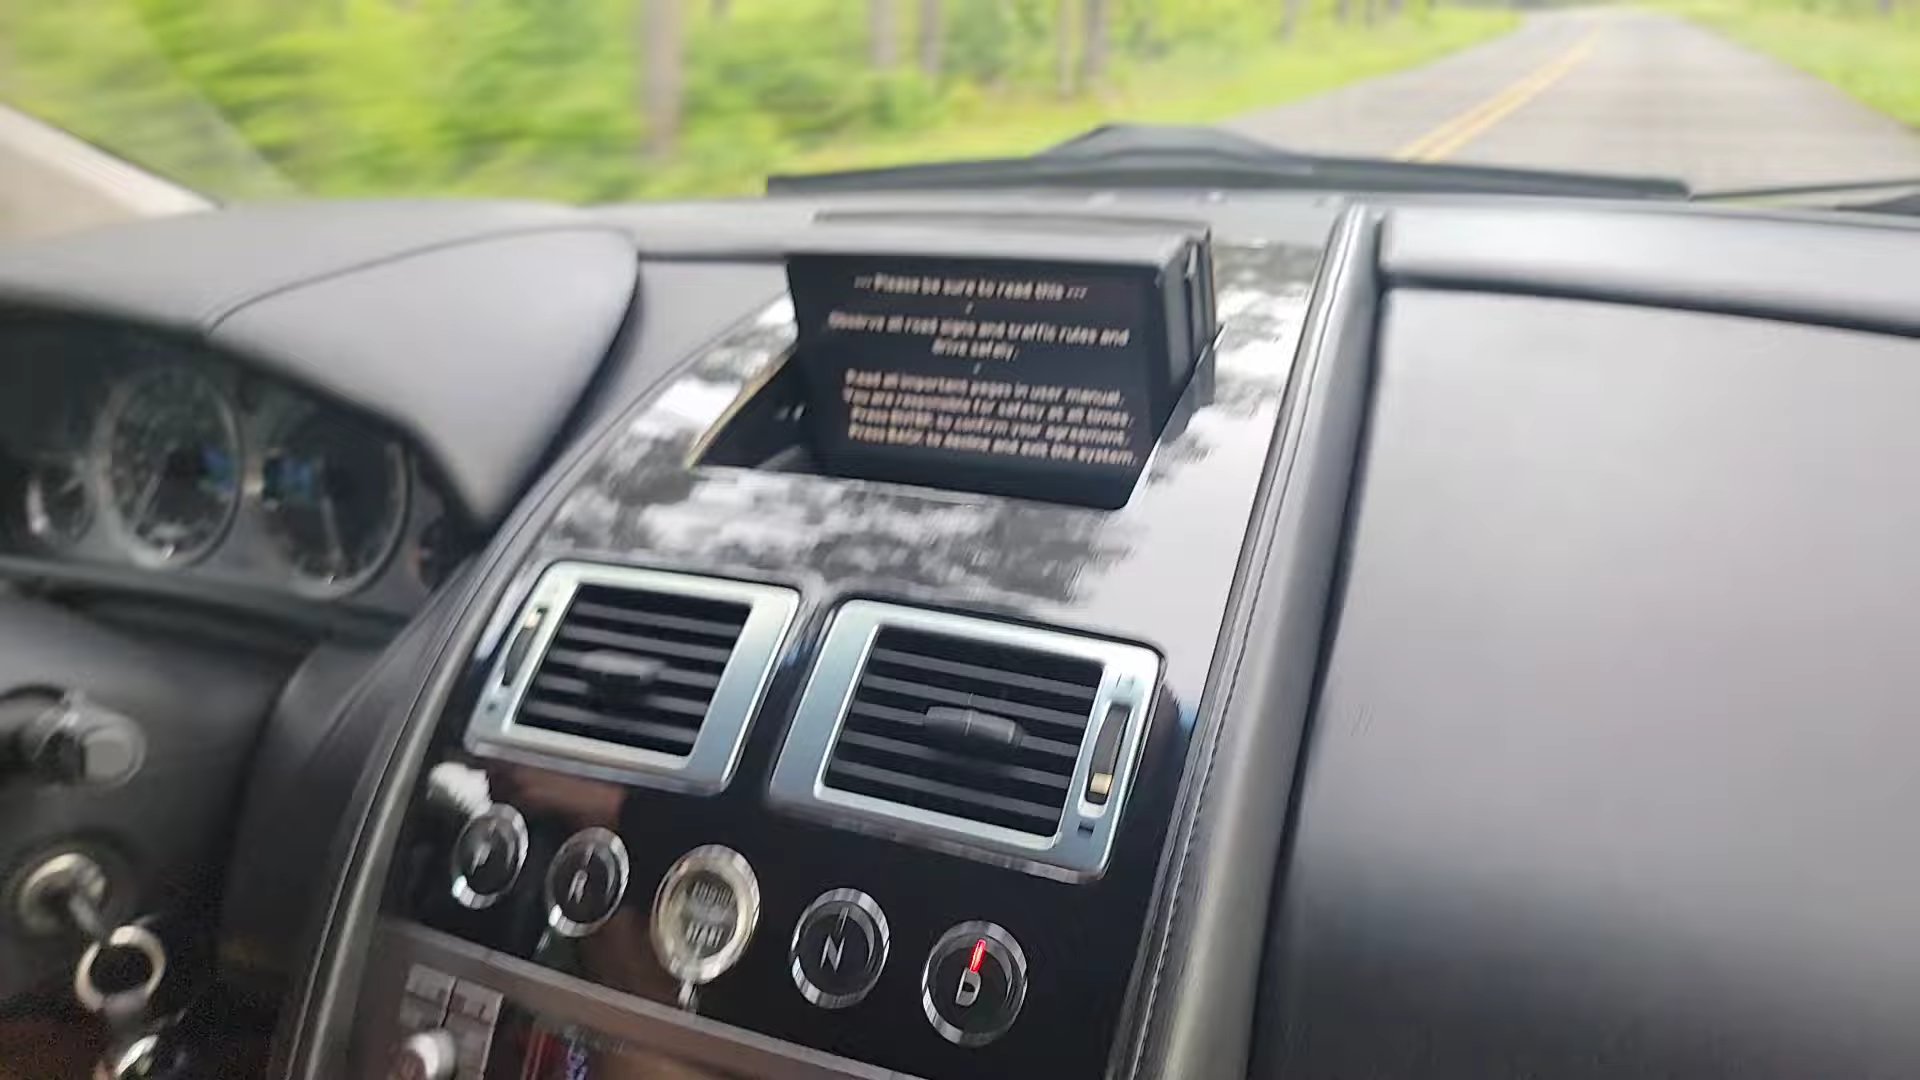 /// Please be sure to read this ///
Observe all road signs and traffic rules and
drive safely.
Read all important pages in user manual.
You are responsible for safety at all times.
Press Enter to confirm your agreement.
Press Back to decline and exit the system.
P
R
N
D